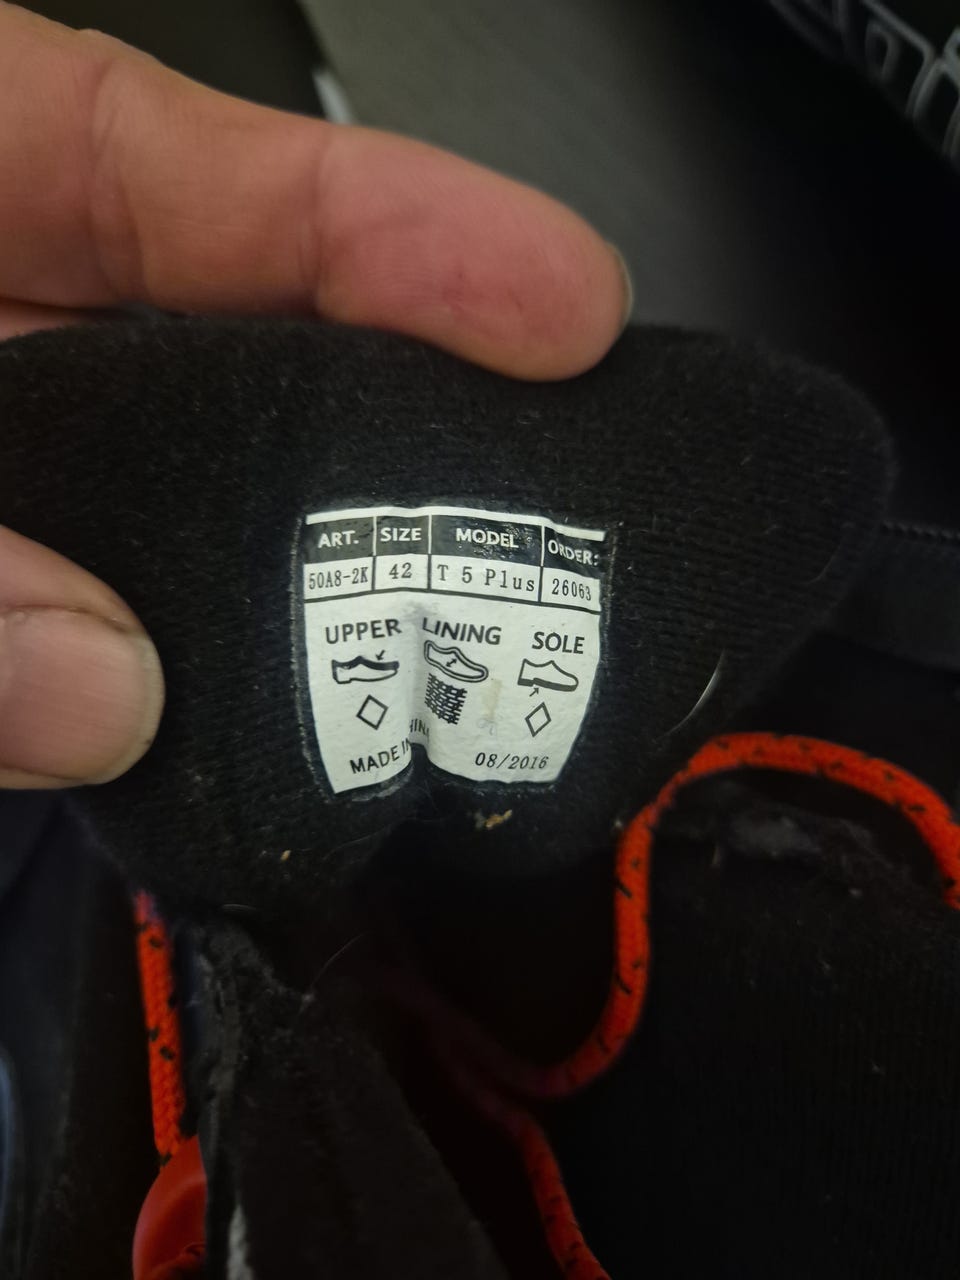 ART. SIZE MODEL ORDER:
50A8-2K 42 T 5 Plus 26063
UPPER LINING SOLE
MADE IN
08/2016